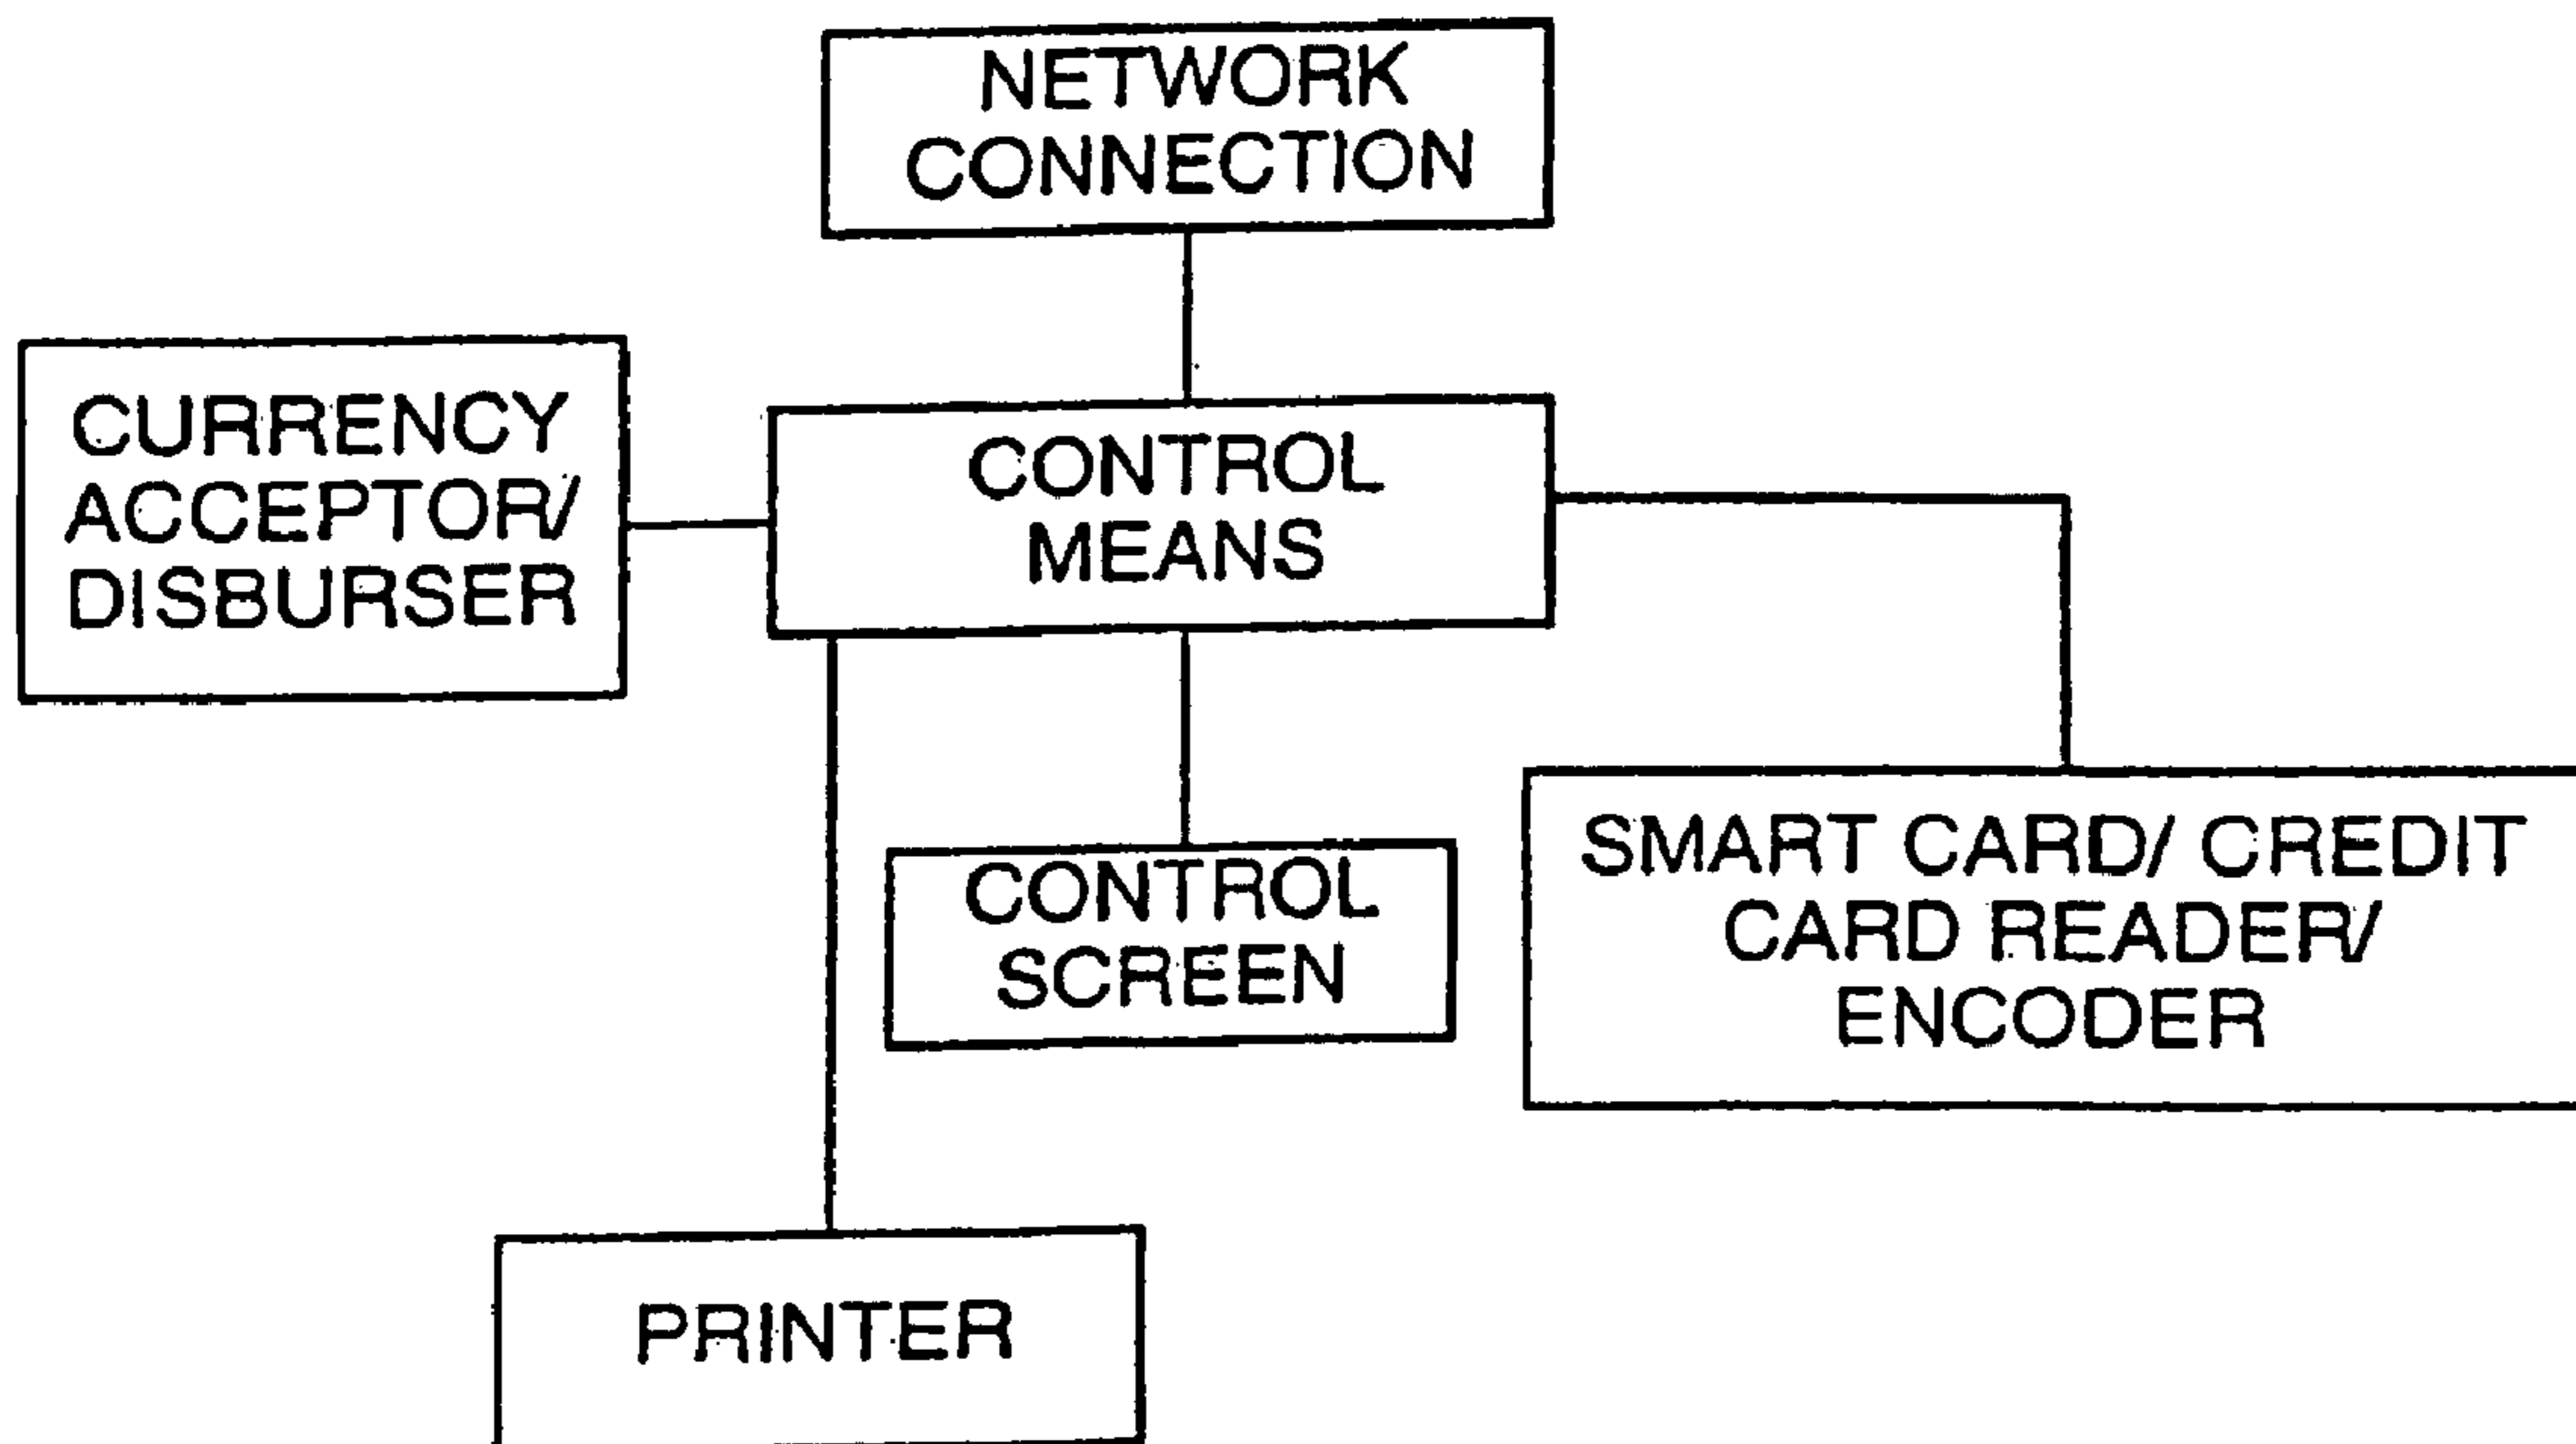 NETWORK
CONNECTION
CURRENCY
ACCEPTOR/
DISBURSER
CONTROL
MEANS
CONTROL
SCREEN
SMART CARD/ CREDIT
CARD READER/
ENCODER
PRINTER